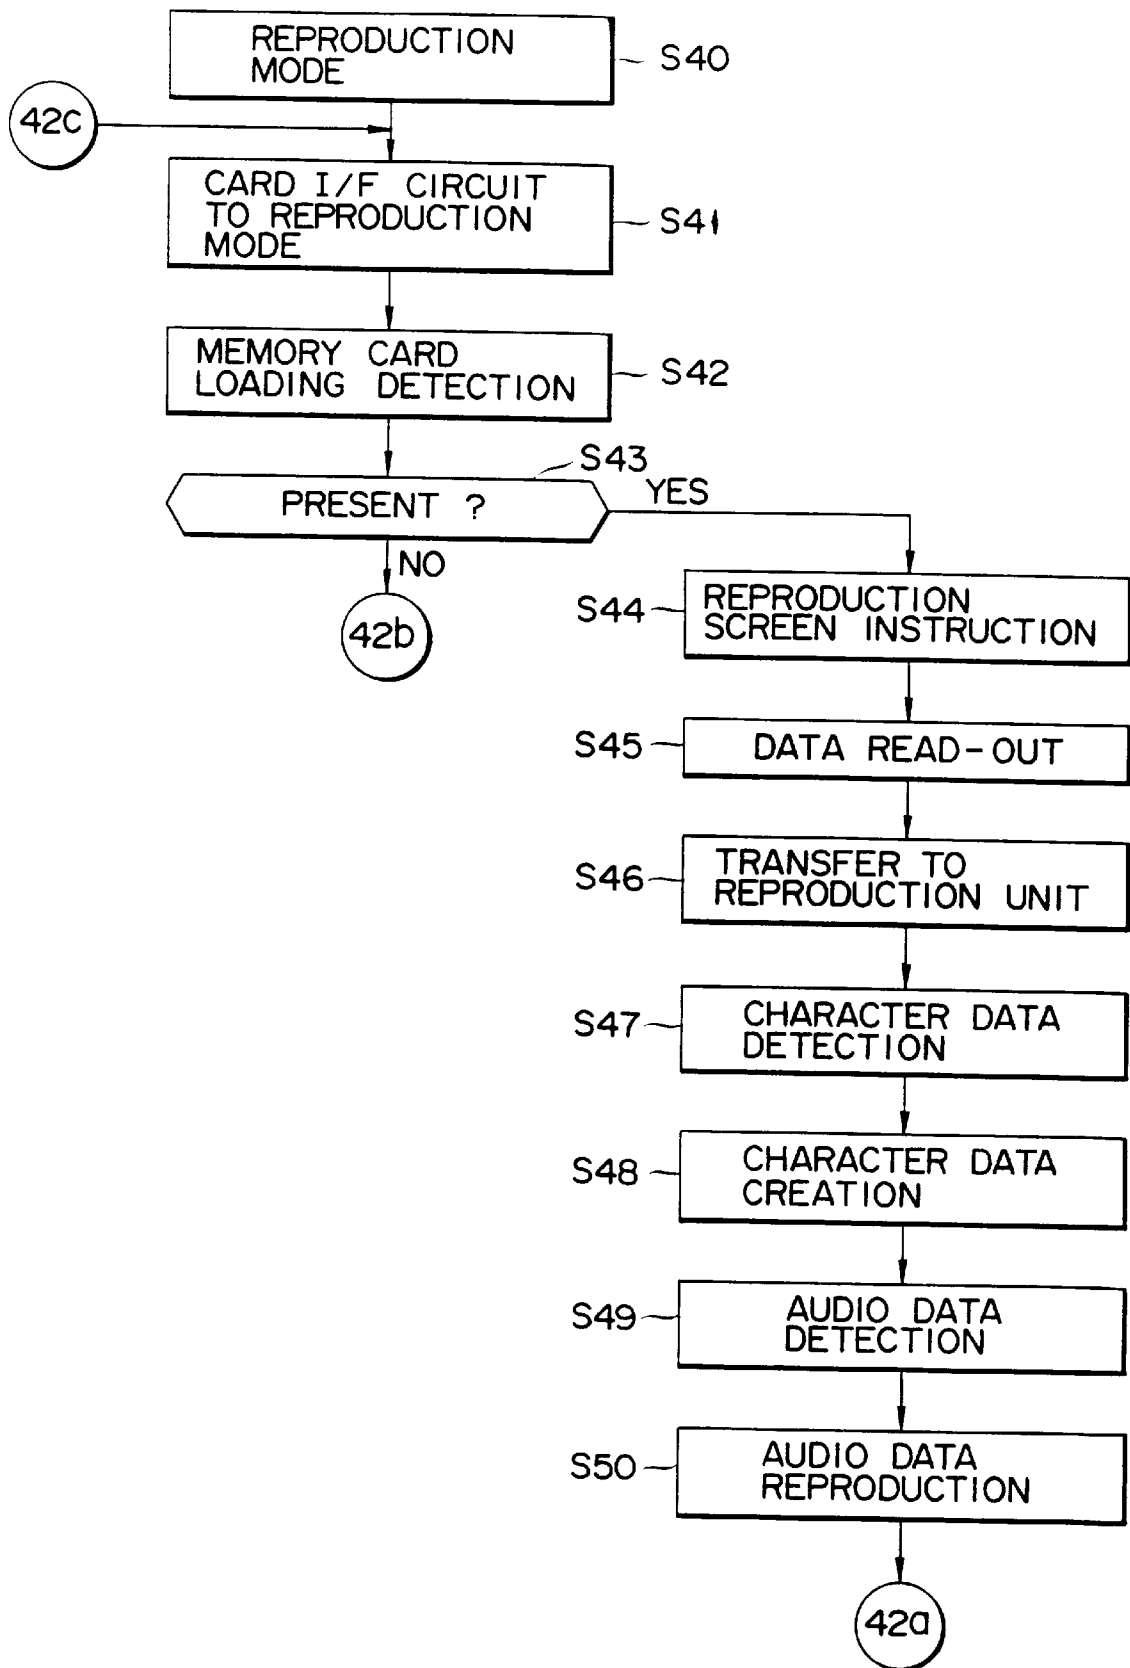 REPRODUCTION
MODE
S40
42c
CARD I/F CIRCUIT
TO REPRODUCTION
MODE
S41
MEMORY CARD
LOADING DETECTION
S42
S43
PRESENT ?
YES
NO
42b
S44
REPRODUCTION
SCREEN INSTRUCTION
S45
DATA READ-OUT
S46
TRANSFER TO
REPRODUCTION UNIT
S47
CHARACTER DATA
DETECTION
S48
CHARACTER DATA
CREATION
S49
AUDIO DATA
DETECTION
S50
AUDIO DATA
REPRODUCTION
42a